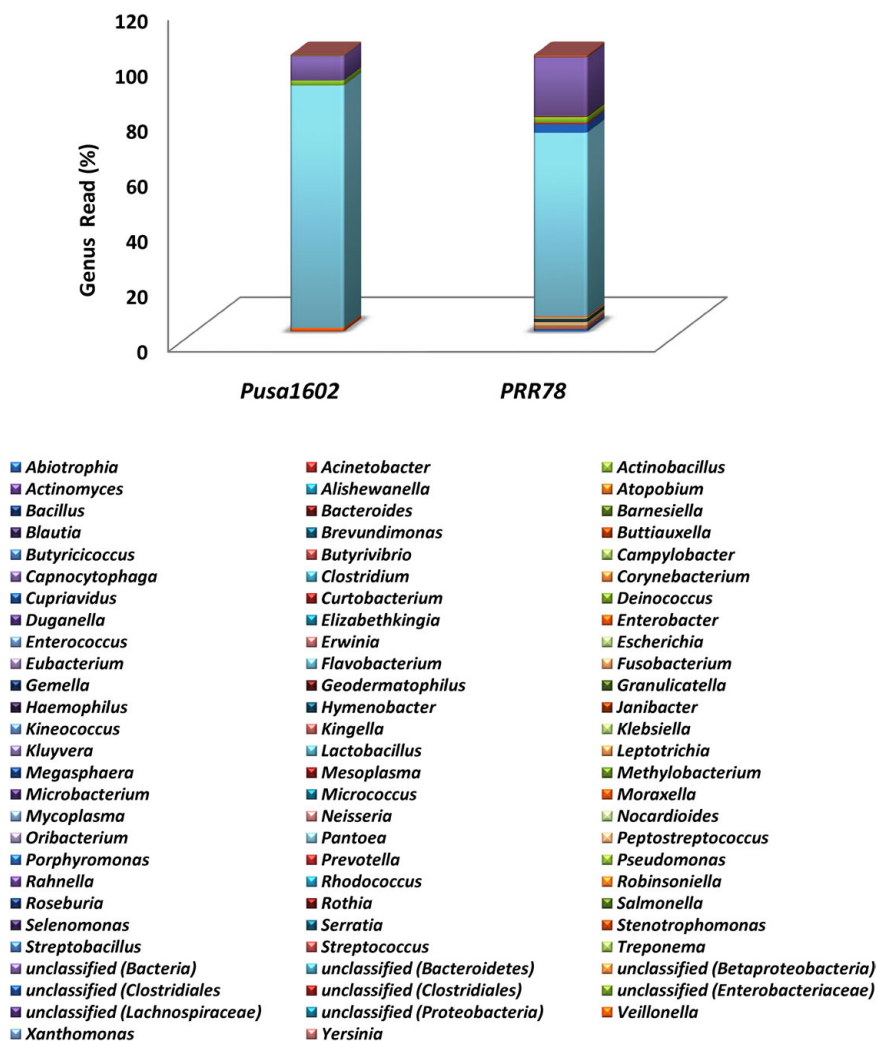 120
100
80
60
40
20
0
Genus Read (%)
Pusa1602 PRR78
Abiotrophia Acinetobacter Actinobacillus
Actinomyces Alishewanella Atopobium
Bacillus Bacteroides Barnesiella
Blautia Brevundimonas Buttiauxella
Butyricicoccus Butyrivibrio Campylobacter
Capnocytophaga Clostridium Corynebacterium
Cupriavidus Curtobacterium Deinococcus
Duganella Elizabethkingia Enterobacter
Enterococcus Erwinia Escherichia
Eubacterium Flavobacterium Fusobacterium
Gemella Geodermatophilus Granulicatella
Haemophilus Hymenobacter Janibacter
Kineococcus Kingella Klebsiella
Kluyvera Lactobacillus Leptotrichia
Megasphaera Mesoplasma Methylobacterium
Microbacterium Micrococcus Moraxella
Mycoplasma Neisseria Nocardioides
Oribacterium Pantoea Peptostreptococcus
Porphyromonas Prevotella Pseudomonas
Rahnella Rhodococcus Robinsoniella
Roseburia Rothia Salmonella
Selenomonas Serratia Stenotrophomonas
Streptobacillus Streptococcus Treponema
unclassified (Bacteria) unclassified (Bacteroidetes) unclassified (Betaproteobacteria)
unclassified (Clostridiales unclassified (Clostridiales) unclassified (Enterobacteriaceae)
unclassified (Lachnospiraceae) unclassified (Proteobacteria) Veillonella
Xanthomonas Yersinia